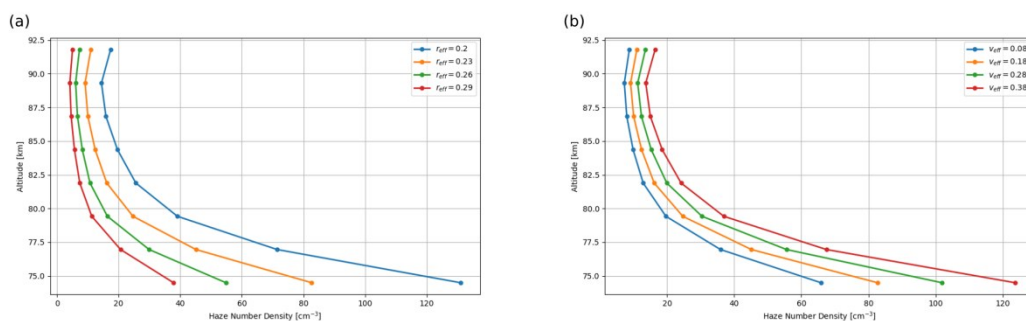 (a)
92.5
90.0
87.5
85.0
82.5
80.0
77.5
75.0
Altitude [km]
0 20 40 60 80 100 120
Haze Number Density [cm⁻³]
r_eff = 0.2
r_eff = 0.23
r_eff = 0.26
r_eff = 0.29
(b)
92.5
90.0
87.5
85.0
82.5
80.0
77.5
75.0
Altitude [km]
20 40 60 80 100 120
Haze Number Density [cm⁻³]
v_eff = 0.08
v_eff = 0.18
v_eff = 0.28
v_eff = 0.38